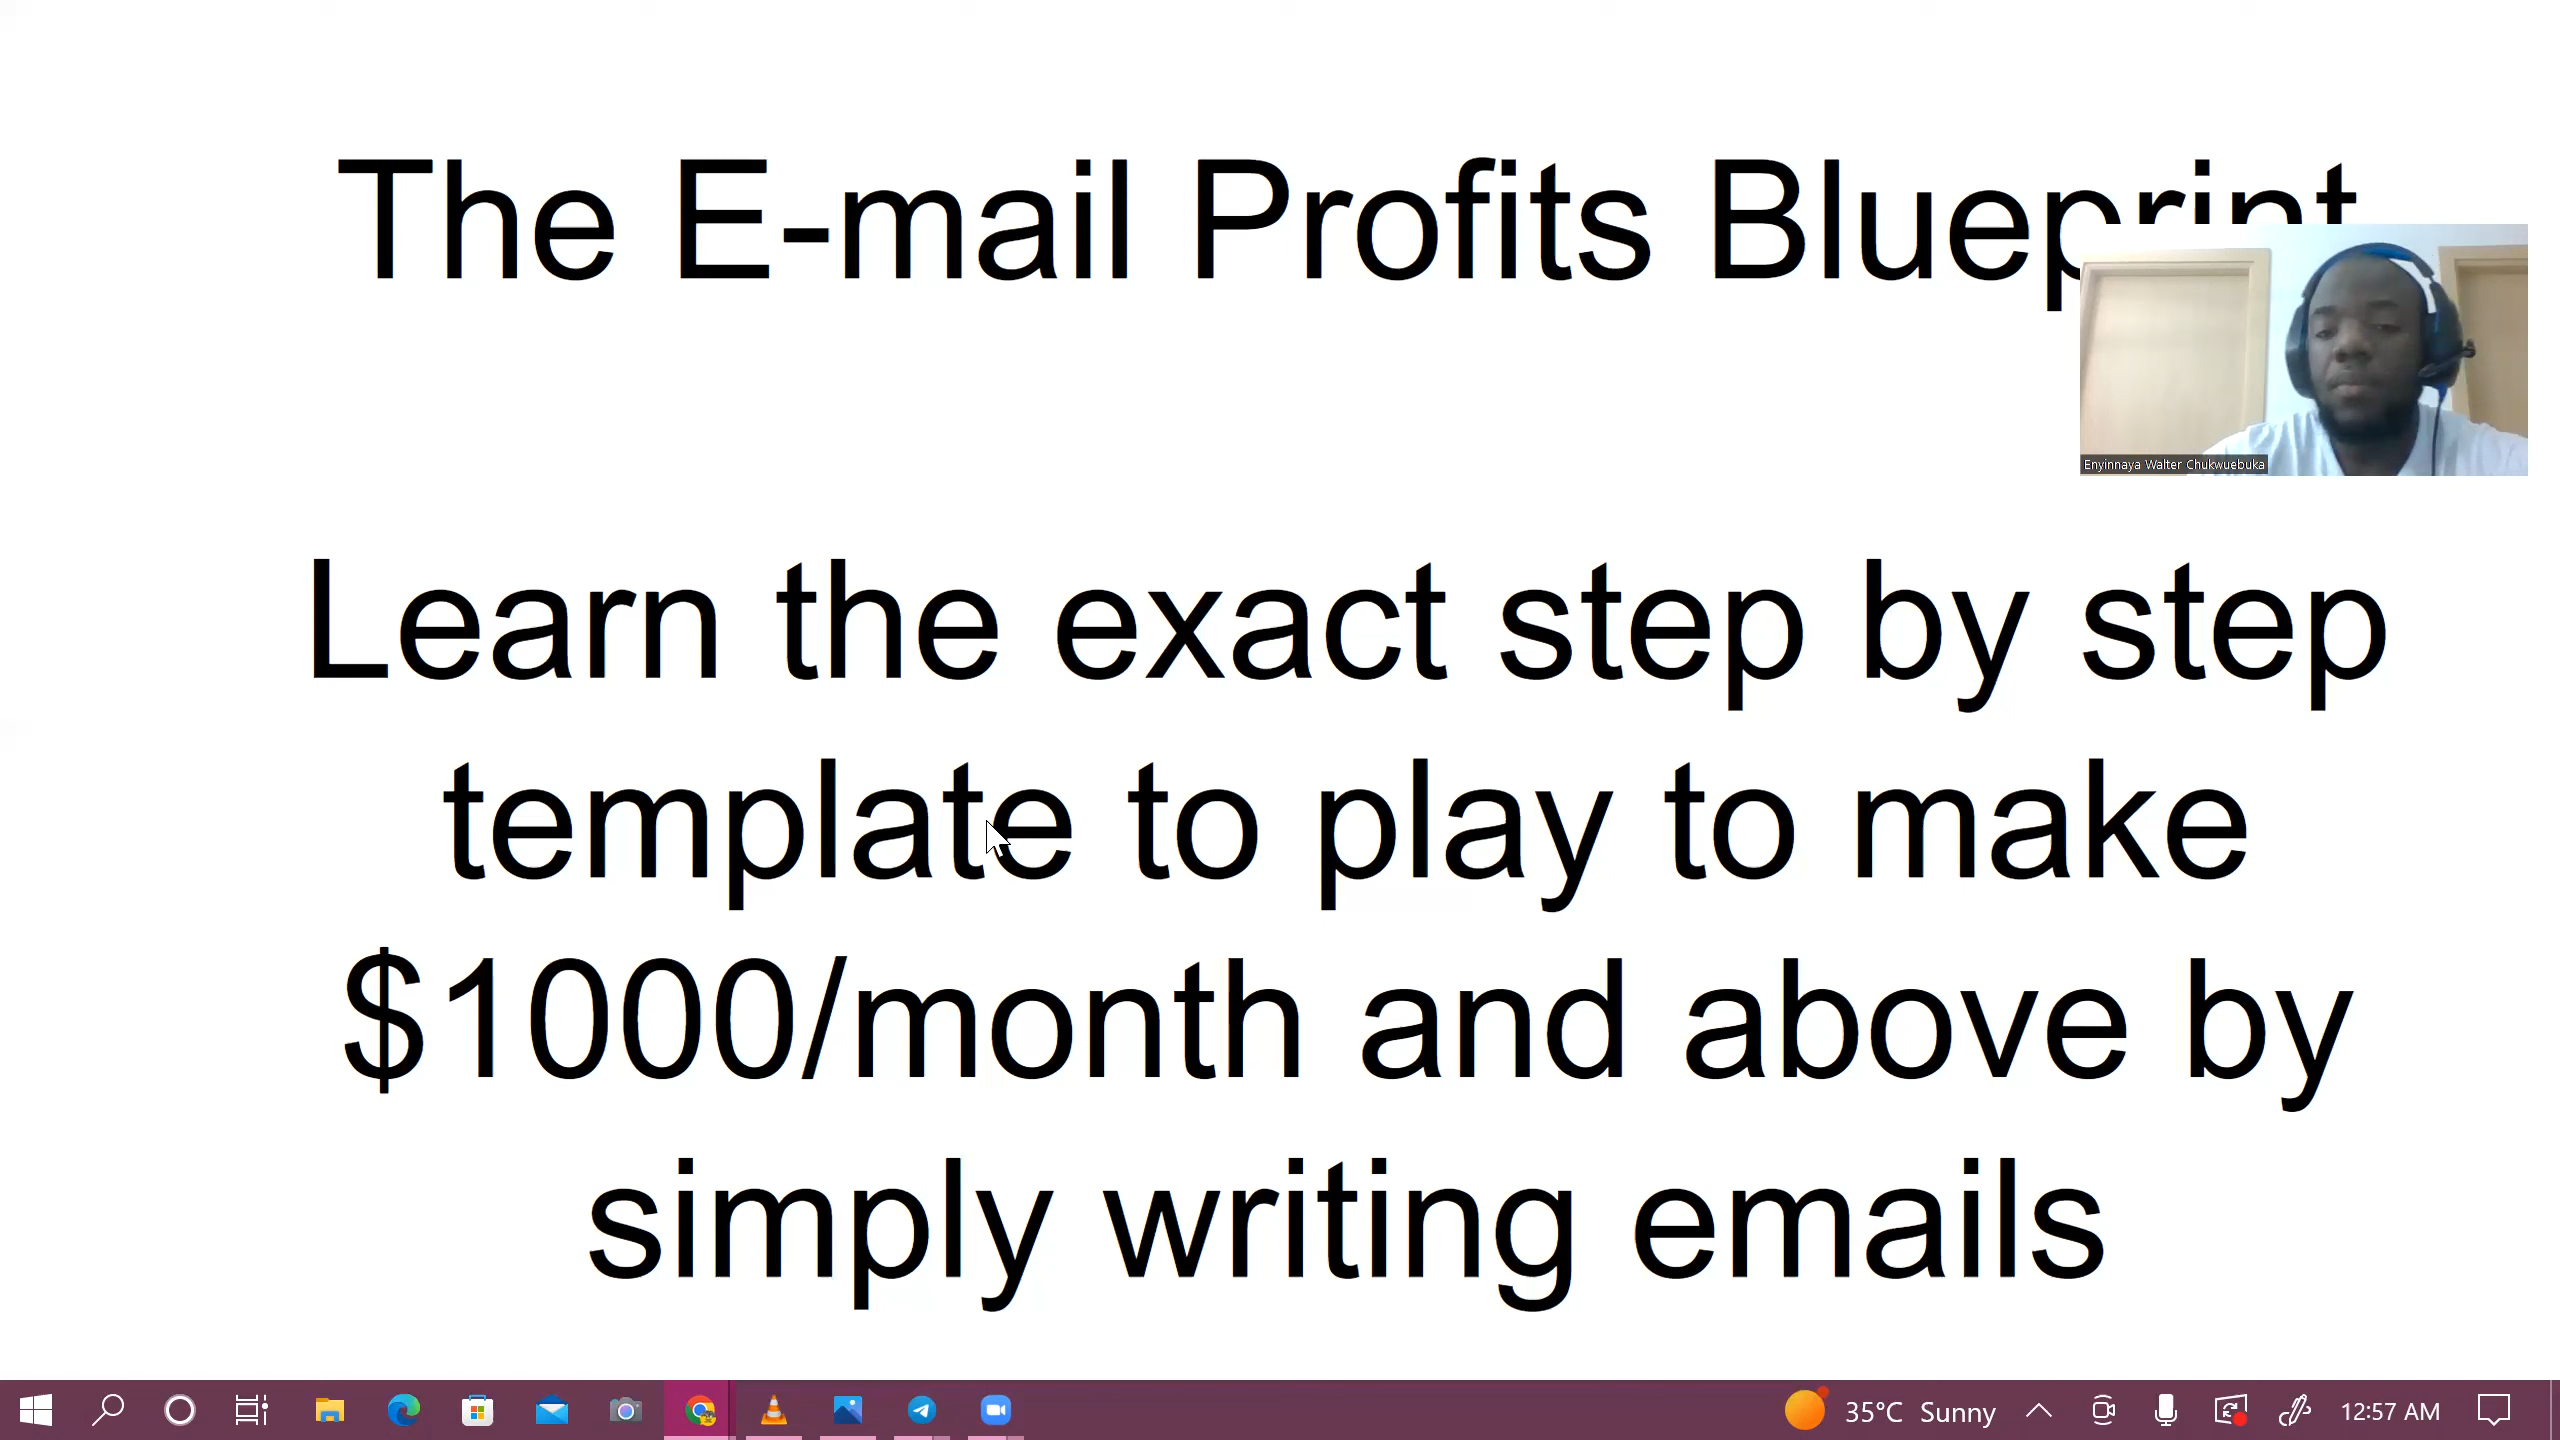 The E-mail Profits Blueprint
Enyinnaya Walter Chukwuebuka
Learn the exact step by step
template to play to make
$1000/month and above by
simply writing emails
35°C Sunny
12:57 AM